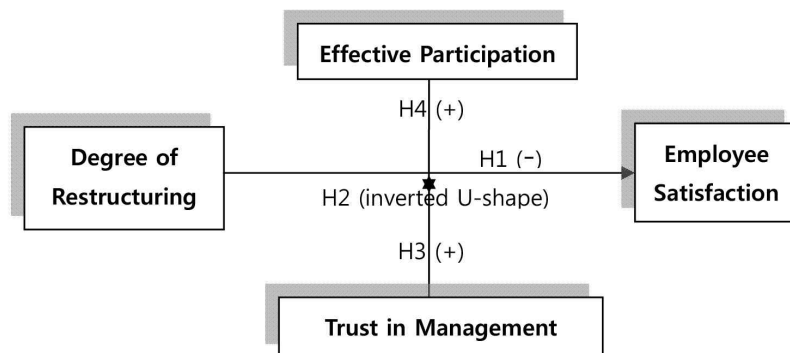 Effective Participation
H4 (+)
Degree of
Restructuring
H1 (-)
Employee
Satisfaction
H2 (inverted U-shape)
H3 (+)
Trust in Management